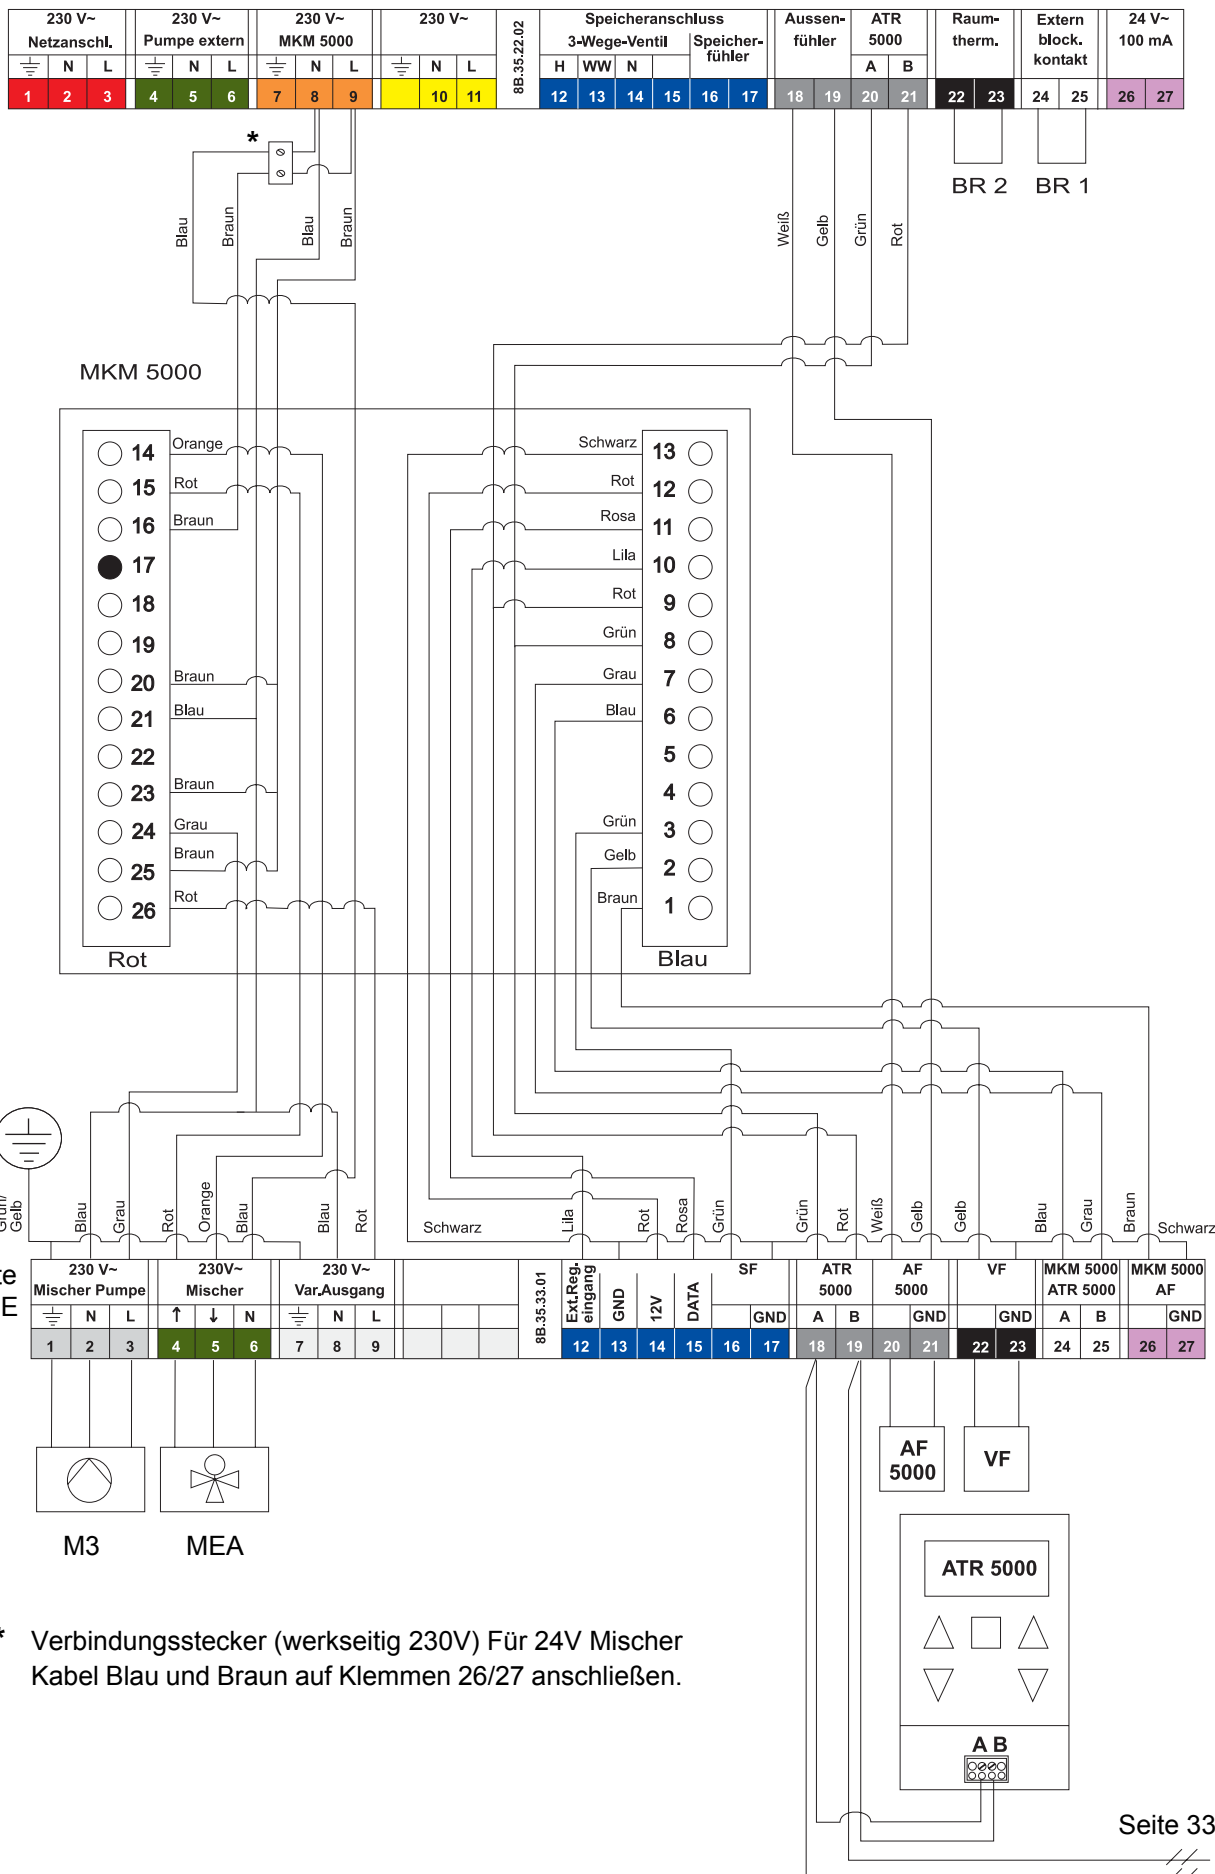 230 V~ 230 V~ 230 V~ 230 V~ Speicheranschluss Aussen- ATR Raum- Extern 24 V~
Netzanschl. Pumpe extern MKM 5000 3-Wege-Ventil Speicher- fühler 5000 therm. block. 100 mA
fühler kontakt
N L N L N L N L H WW N A B
1 2 3 4 5 6 7 8 9 10 11 8B.35.22.02 12 13 14 15 16 17 18 19 20 21 22 23 24 25 26 27
*
BR 2 BR 1
Blau Braun Blau Braun Weiß Gelb Grün Rot
MKM 5000
14 Orange Schwarz 13
15 Rot Rot 12
16 Braun Rosa 11
17 Lila 10
18 Rot 9
19 Grün 8
20 Braun Grau 7
21 Blau Blau 6
22 5
23 Braun 4
24 Grau Grün 3
25 Braun Gelb 2
26 Rot Braun 1
Rot Blau
Grün/
Gelb
Blau Grau Rot Orange Blau Blau Rot Schwarz Lila Rot Rosa Grün Grün Rot Weiß Gelb Gelb Blau Grau Braun Schwarz
te
E
230 V~ 230V~ 230 V~ SF ATR AF VF MKM 5000 MKM 5000
Mischer Pumpe Mischer Var.Ausgang 5000 5000 ATR 5000 AF
N L ↑ ↓ N N L 8B.35.33.01 Ext.Reg. eingang GND 12V DATA GND A B GND GND A B GND
1 2 3 4 5 6 7 8 9 12 13 14 15 16 17 18 19 20 21 22 23 24 25 26 27
AF
5000
VF
M3 MEA
ATR 5000
* Verbindungsstecker (werkseitig 230V) Für 24V Mischer
Kabel Blau und Braun auf Klemmen 26/27 anschließen.
A B
Seite 33